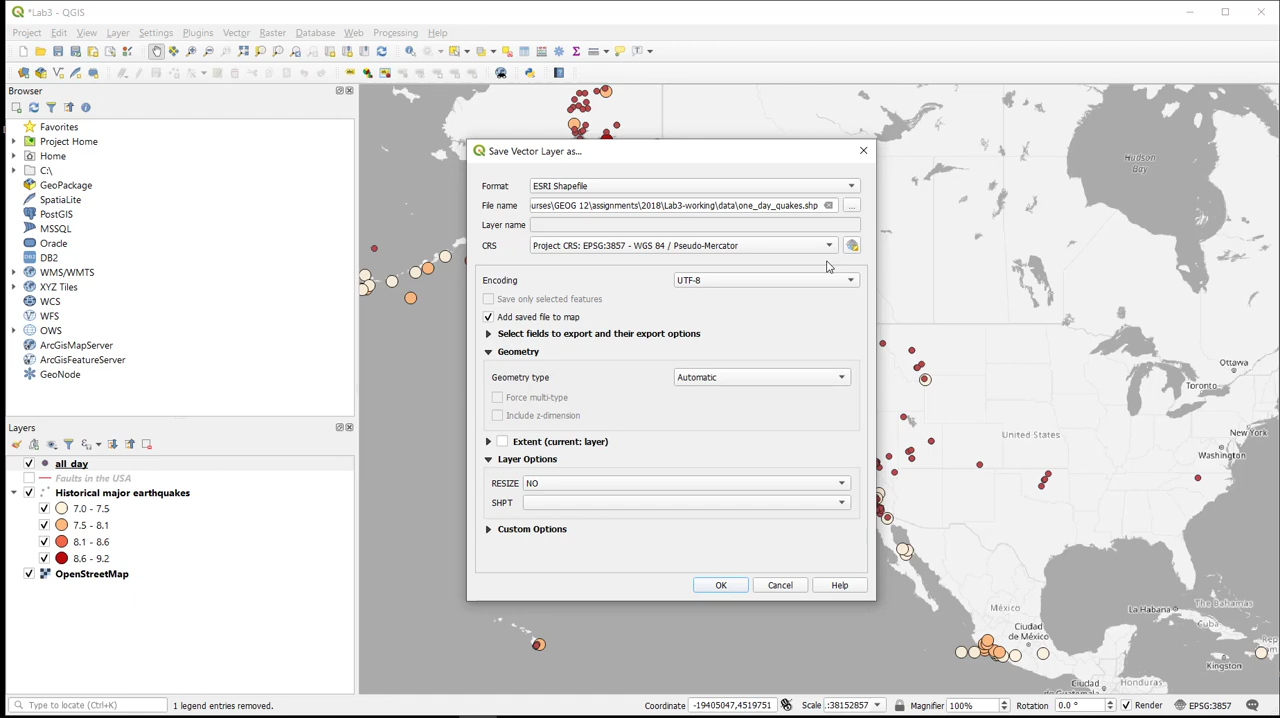 *Lab3 - QGIS
Project Edit View Layer Settings Plugins Vector Raster Database Web Processing Help
Browser
Favorites
Project Home
Home
C:\
GeoPackage
SpatiaLite
PostGIS
MSSQL
Oracle
DB2
WMS/WMTS
XYZ Tiles
WCS
WFS
OWS
ArcGisMapServer
ArcGisFeatureServer
GeoNode
Layers
all_day
Faults in the USA
Historical major earthquakes
7.0 - 7.5
7.5 - 8.1
8.1 - 8.6
8.6 - 9.2
OpenStreetMap
Save Vector Layer as...
Format ESRI Shapefile
File name urses\GEOG 12\assignments\2018\Lab3-working\data\one_day_quakes.shp ...
Layer name
CRS Project CRS: EPSG:3857 - WGS 84 / Pseudo-Mercator
Encoding UTF-8
Save only selected features
Add saved file to map
Select fields to export and their export options
Geometry
Geometry type Automatic
Force multi-type
Include z-dimension
Extent (current: layer)
Layer Options
RESIZE NO
SHPT
Custom Options
OK Cancel Help
Hudson
Bay
Ottawa
Toronto
New York
United States
Washington
México
Ciudad
de México
La Habana
The Bahamas
Cuba
Kingston
Honduras
Ciudad
de Guatemala
Type to locate (Ctrl+K)
1 legend entries removed.
Coordinate -19405047,4519751
Scale :38152857
Magnifier 100%
Rotation 0.0 °
Render
EPSG:3857